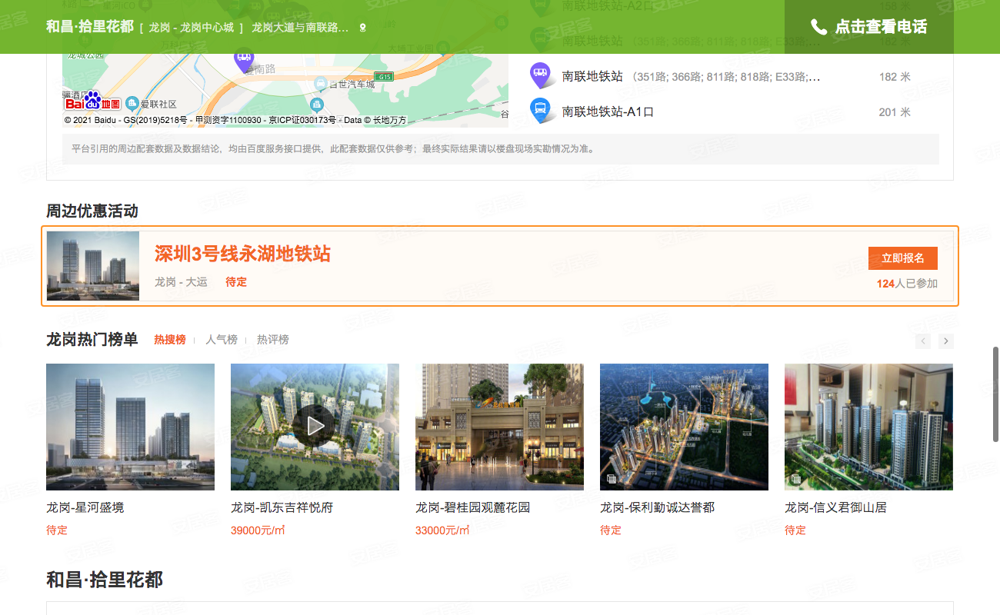 和昌·拾里花都 [ 龙岗 - 龙岗中心城 ] 龙岗大道与南联路...
点击查看电话
南联地铁站-A2口 158 米
南联地铁站 （351路; 366路; 811路; 818路; E33路;... 182 米
龙城公园
大埔工业园
爱南路
G15
百世汽车城
骊酒店
Bai du 地图
爱联社区
谷
© 2021 Baidu - GS(2019)5218号 - 甲测资字1100930 - 京ICP证030173号 - Data © 长地万方
南联地铁站 （351路; 366路; 811路; 818路; E33路;... 182 米
南联地铁站-A1口 201 米
平台引用的周边配套数据及数据结论，均由百度服务接口提供，此配套数据仅供参考；最终实际结果请以楼盘现场实勘情况为准。
周边优惠活动
深圳3号线永湖地铁站
龙岗 - 大运 待定
立即报名
124人已参加
龙岗热门榜单 热搜榜 人气榜 热评榜
龙岗-星河盛境
待定
龙岗-凯东吉祥悦府
39000元/㎡
龙岗-碧桂园观麓花园
33000元/㎡
龙岗-保利勤诚达誉都
待定
龙岗-信义君御山居
待定
和昌·拾里花都
安居客